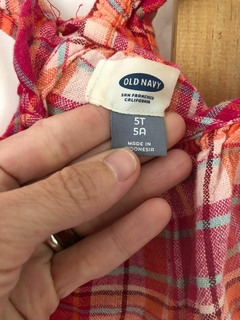 OLD NAVY
SAN FRANCISCO
CALIFORNIA
5T
5A
MADE IN
INDONESIA